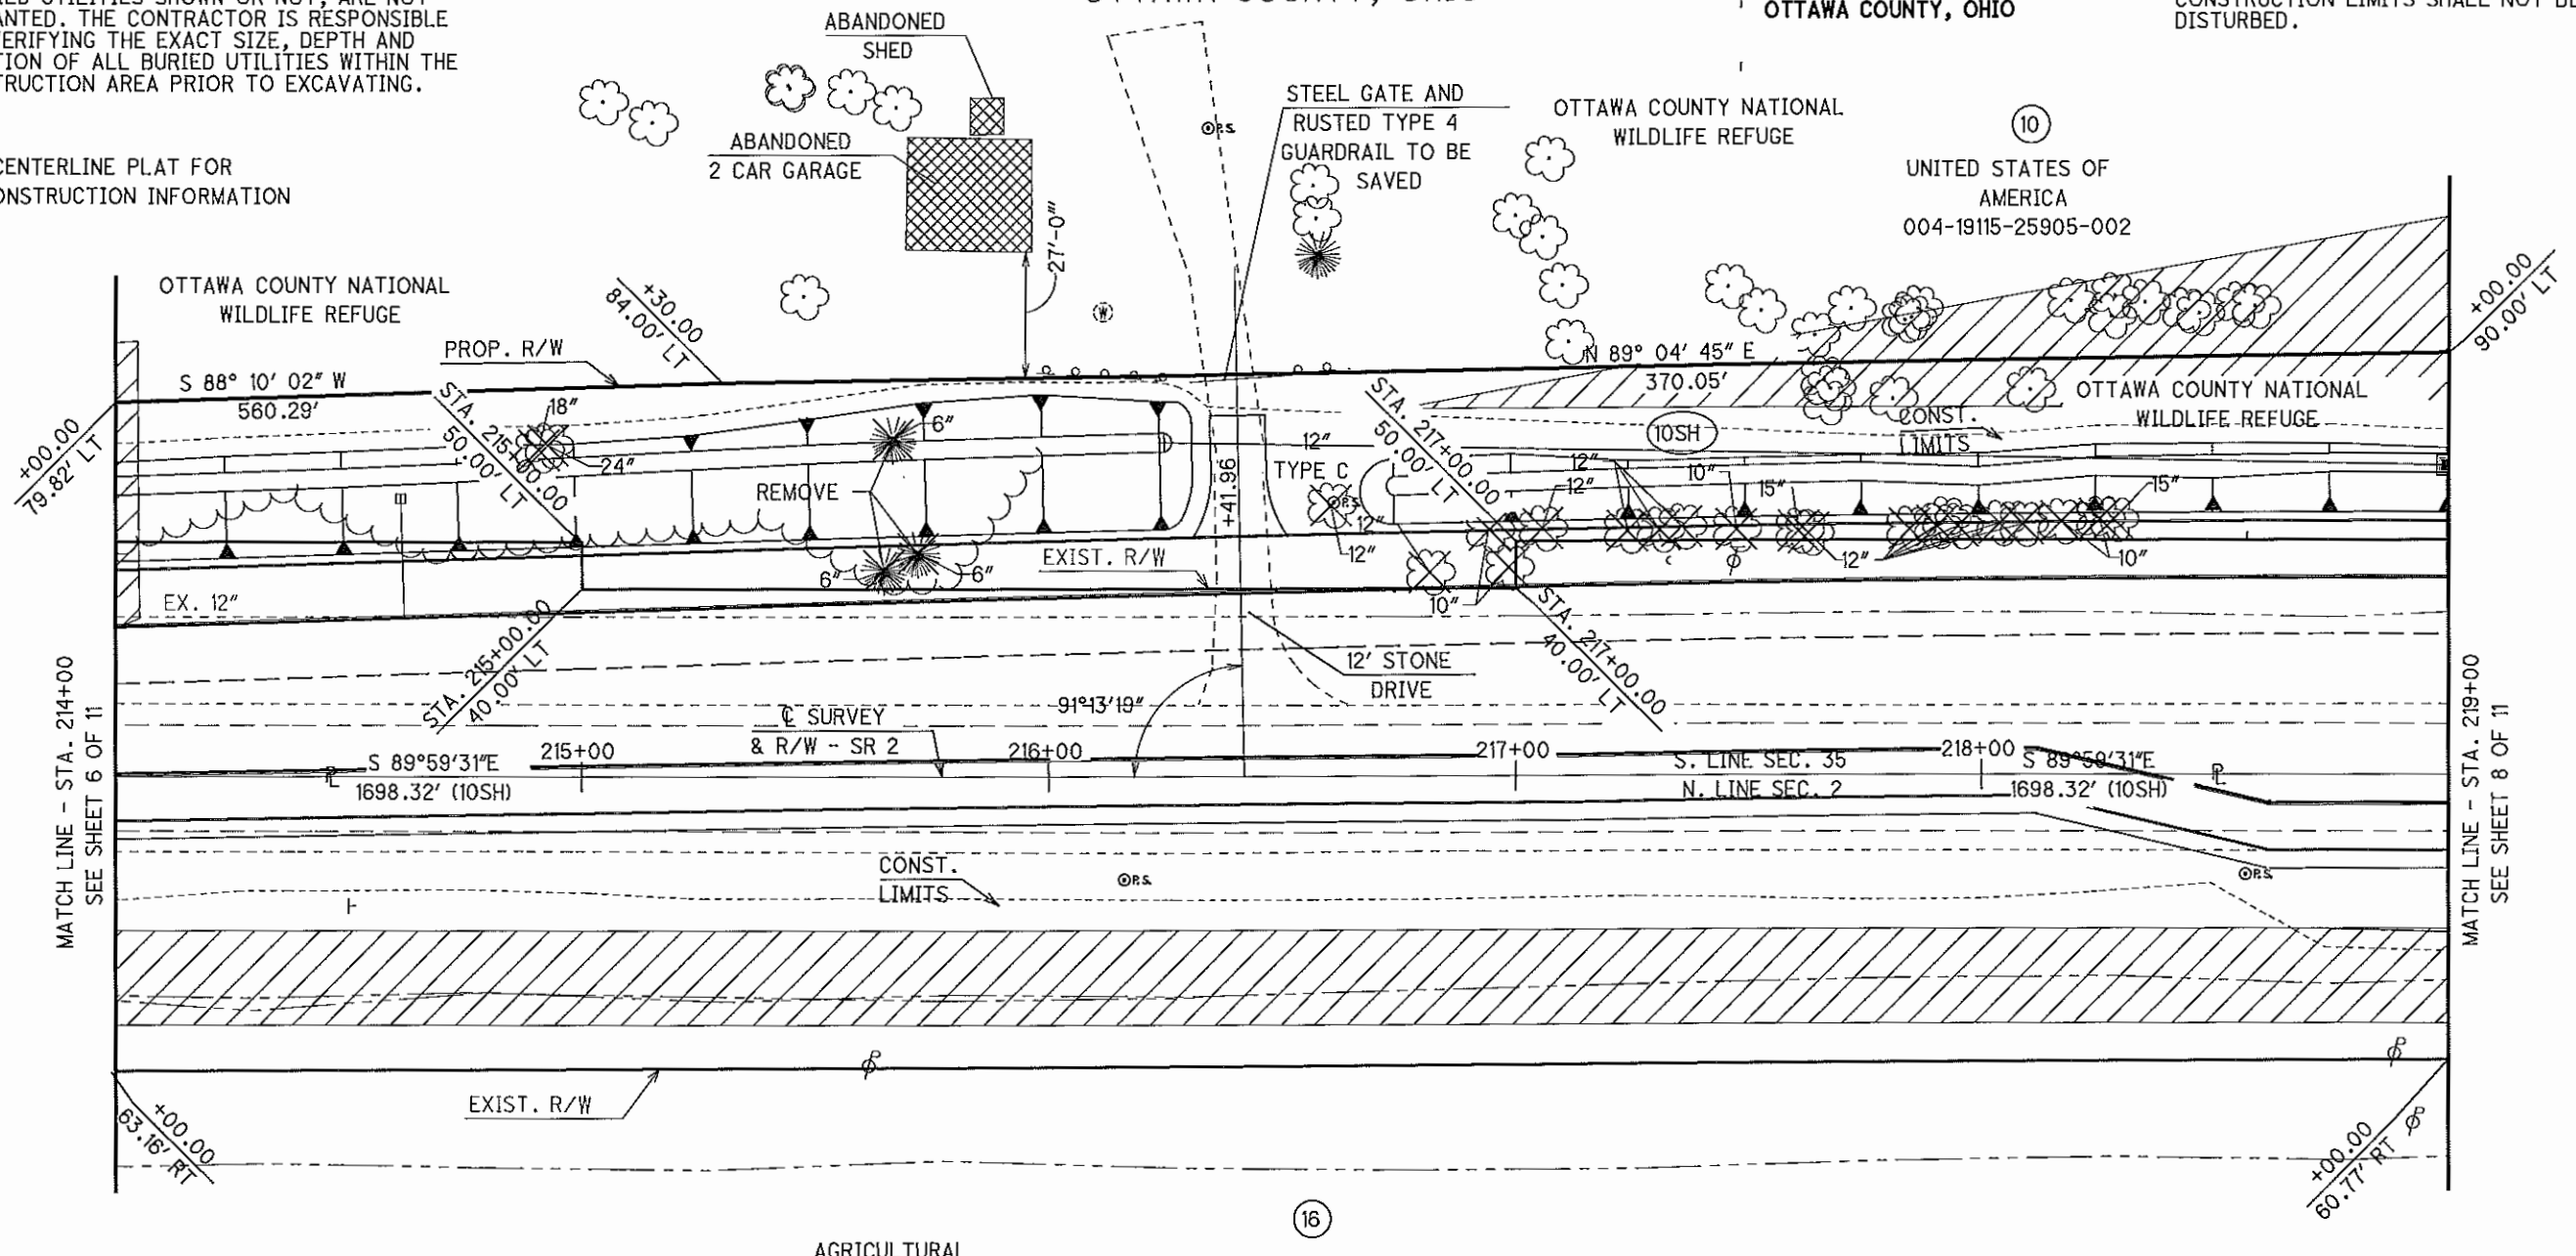 ANTED. THE CONTRACTOR IS RESPONSIBLE
ERIFYING THE EXACT SIZE, DEPTH AND
TION OF ALL BURIED UTILITIES WITHIN THE
TRUCTION AREA PRIOR TO EXCAVATING.
CENTERLINE PLAT FOR
ONSTRUCTION INFORMATION
ABANDONED
SHED
ABANDONED
2 CAR GARAGE
27'-0"
STEEL GATE AND
RUSTED TYPE 4
GUARDRAIL TO BE
SAVED
P.S.
OTTAWA COUNTY, OHIO
DISTURBED.
OTTAWA COUNTY NATIONAL
WILDLIFE REFUGE
10
UNITED STATES OF
AMERICA
004-19115-25905-002
OTTAWA COUNTY NATIONAL
WILDLIFE REFUGE
+30.00
84.00' LT
W
+00.00
90.00' LT
PROP. R/W
S 88° 10' 02" W
560.29'
+00.00
79.82' LT
STA. 215+00.00
50.00' LT
18"
24"
6"
REMOVE
6"
6"
N 89° 04' 45" E
370.05'
STA. 217+00.00
50.00' LT
10SH
CONST.
LIMITS
OTTAWA COUNTY NATIONAL
WILDLIFE REFUGE
12"
TYPE C
P.S.
12"
12"
+41.96
12"
12"
10"
15"
15"
12"
10"
10"
EXIST. R/W
EX. 12"
STA. 215+00.00
40.00' LT
STA. 217+00.00
40.00' LT
12' STONE
DRIVE
91°13'19"
MATCH LINE - STA. 214+00
SEE SHEET 6 OF 11
S 89°59'31"E
1698.32' (10SH)
215+00
℄ SURVEY
& R/W - SR 2
216+00
217+00
S. LINE SEC. 35
N. LINE SEC. 2
218+00
S 89°59'31"E
1698.32' (10SH)
MATCH LINE - STA. 219+00
SEE SHEET 8 OF 11
CONST.
LIMITS
P.S.
P.S.
EXIST. R/W
+00.00
63.16' RT
+00.00
60.77' RT
16
AGRICULTURAL